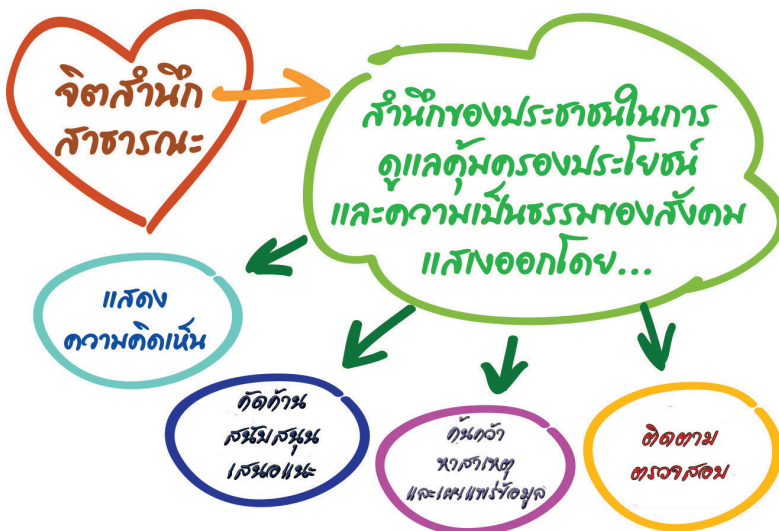 จิตสำนึก
สาธารณะ
สำนึกของประชาชนในการ
ดูแลคุ้มครองประโยชน์
และความเป็นธรรมของสังคม
แสงออกโดย...
แสดง
ความคิดเห็น
คัดค้าน
สนับสนุน
เสนอแนะ
ค้นคว้า
หาสาเหตุ
และเผยแพร่ข้อมูล
ติดตาม
ตรวจสอบ